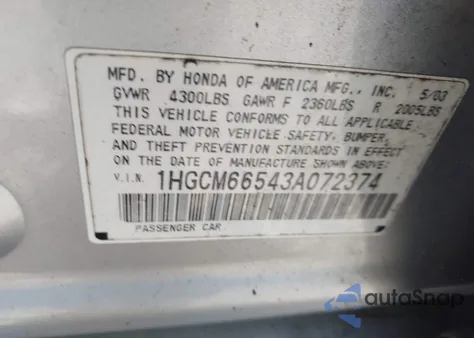 MFD. BY HONDA OF AMERICA MFG., INC. 5/03
GVWR 4300LBS GAWR F 2360LBS R 2005LBS
THIS VEHICLE CONFORMS TO ALL APPLICABLE
FEDERAL MOTOR VEHICLE SAFETY, BUMPER,
AND THEFT PREVENTION STANDARDS IN EFFECT
ON THE DATE OF MANUFACTURE SHOWN ABOVE.
V.I.N. 1HGCM66543A072374
PASSENGER CAR
autoSnap